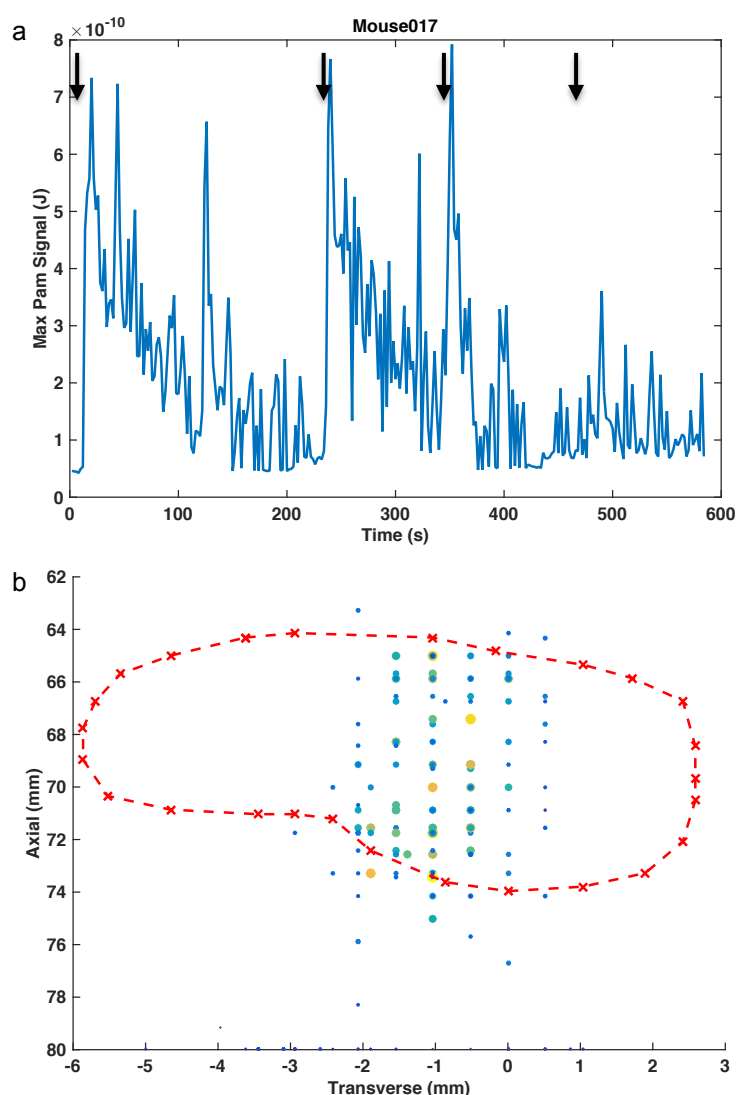 a
× 10⁻¹⁰
Mouse017
8
7
6
5
4
3
2
1
0
Max Pam Signal (J)
0 100 200 300 400 500 600
Time (s)
b
62
64
66
68
70
72
74
76
78
80
Axial (mm)
-6 -5 -4 -3 -2 -1 0 1 2 3
Transverse (mm)